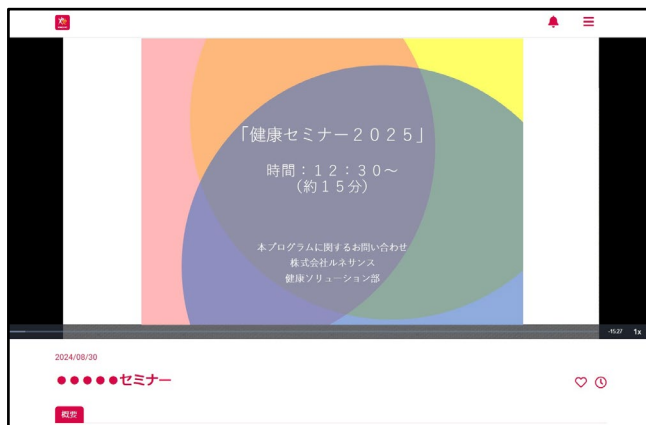 「健康セミナー２０２５」
時間：１２：３０～
（約１５分）
本プログラムに関するお問い合わせ
株式会社ルネサンス
健康ソリューション部
-15:27 1x
2024/08/30
●●●●●セミナー
概要